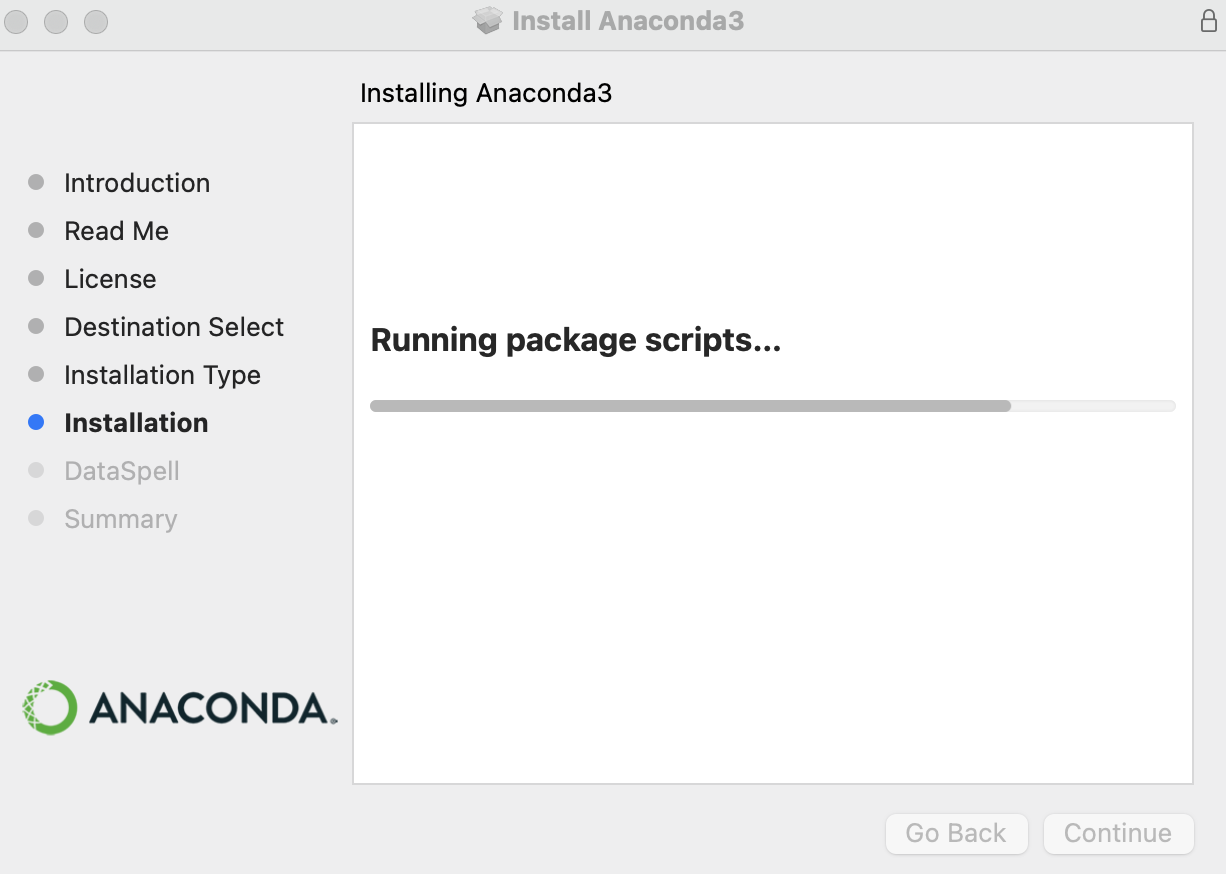 Install Anaconda3
Installing Anaconda3
Introduction
Read Me
License
Destination Select
Installation Type
Installation
DataSpell
Summary
Running package scripts...
ANACONDA.
Go Back
Continue